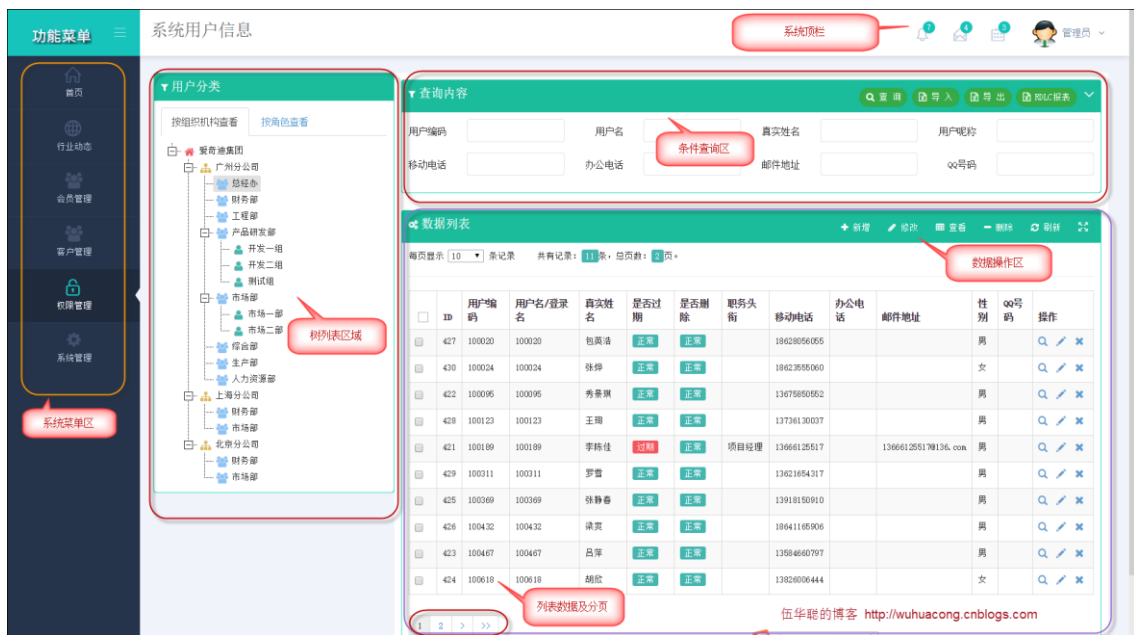 功能菜单
系统用户信息
系统顶栏
7
4
3
管理员
首页
行业动态
会员管理
客户管理
权限管理
系统管理
系统菜单区
用户分类
按组织机构查看 按角色查看
爱奇迪集团
广州分公司
总经办
财务部
工程部
产品研发部
开发一组
开发二组
测试组
市场部
市场一部
市场二部
综合部
生产部
人力资源部
上海分公司
财务部
市场部
北京分公司
财务部
市场部
树列表区域
查询内容
查 询 导 入 导 出 RDLC报表
用户编码 用户名 真实姓名 用户昵称
移动电话 办公电话 邮件地址 QQ号码
条件查询区
数据列表
新增 修改 查看 删除 刷新
数据操作区
每页显示 10 条记录 共有记录: 11 条, 总页数: 2 页。
ID 用户编码 用户名/登录名 真实姓名 是否过期 是否删除 职务头衔 移动电话 办公电话 邮件地址 性别 QQ号码 操作
427 100020 100020 包英浩 正常 正常 18628056055 男
430 100024 100024 张烨 正常 正常 18623555060 女
422 100095 100095 秀景琪 正常 正常 13675850552 男
428 100123 100123 王珂 正常 正常 13736130037 男
421 100189 100189 李栋佳 过期 正常 项目经理 13666125517 13666125517@136.com 男
429 100311 100311 罗雪 正常 正常 13621654317 男
425 100369 100369 张静春 正常 正常 13918150910 男
426 100432 100432 梁贯 正常 正常 18641165906 男
423 100467 100467 吕萍 正常 正常 13584660797 男
424 100618 100618 胡欣 正常 正常 13826006444 女
列表数据及分页
1 2 > >>
伍华聪的博客 http://wuhuacong.cnblogs.com